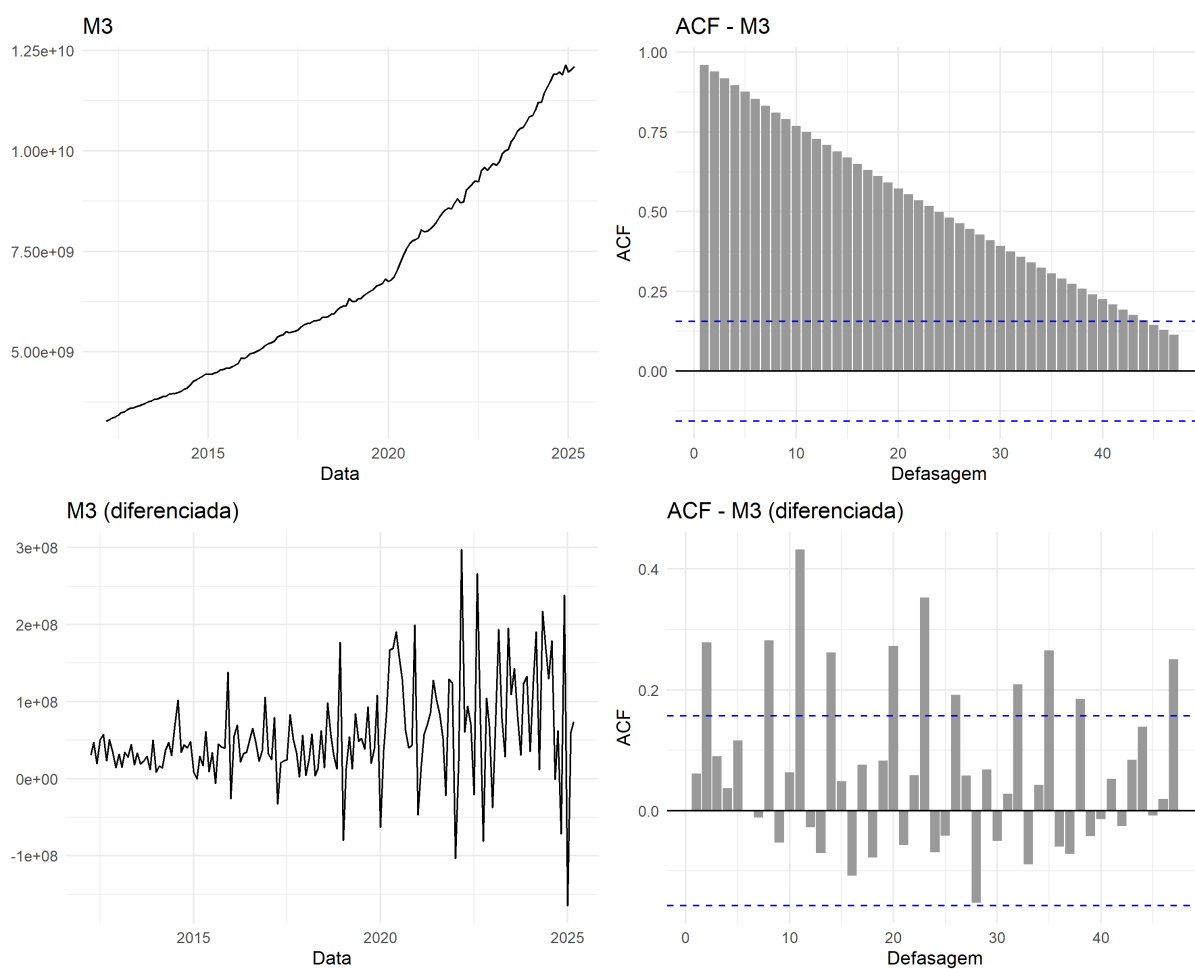 M3
1.25e+10
1.00e+10
7.50e+09
5.00e+09
2015 2020 2025
Data
ACF - M3
ACF
1.00
0.75
0.50
0.25
0.00
0 10 20 30 40
Defasagem
M3 (diferenciada)
3e+08
2e+08
1e+08
0e+00
-1e+08
2015 2020 2025
Data
ACF - M3 (diferenciada)
ACF
0.4
0.2
0.0
0 10 20 30 40
Defasagem